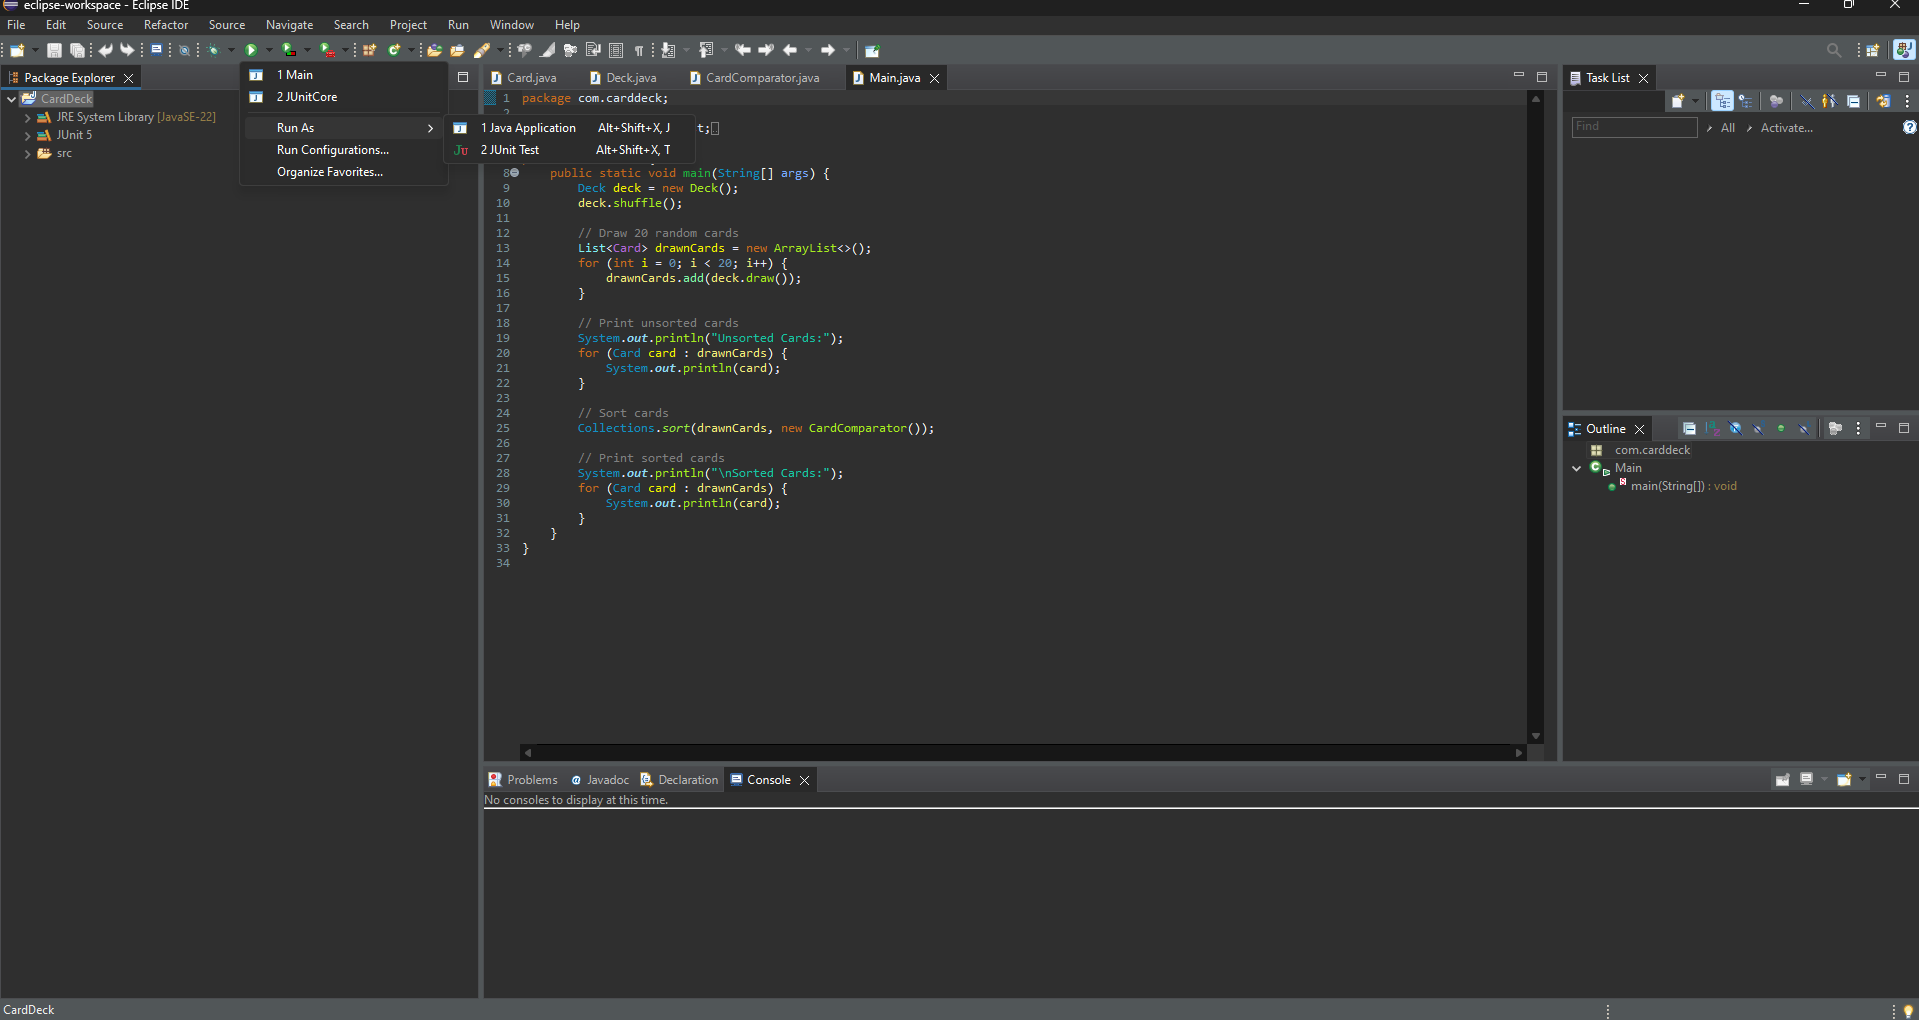 eclipse-workspace - Eclipse IDE
File Edit Source Refactor Source Navigate Search Project Run Window Help
Package Explorer
CardDeck
JRE System Library [JavaSE-22]
JUnit 5
src
1 Main
2 JUnitCore
Run As
Run Configurations...
Organize Favorites...
1 Java Application Alt+Shift+X, J
2 JUnit Test Alt+Shift+X, T
Card.java Deck.java CardComparator.java Main.java
1 package com.carddeck;
2
t;
8 public static void main(String[] args) {
9 Deck deck = new Deck();
10 deck.shuffle();
11
12 // Draw 20 random cards
13 List<Card> drawnCards = new ArrayList<>();
14 for (int i = 0; i < 20; i++) {
15 drawnCards.add(deck.draw());
16 }
17
18 // Print unsorted cards
19 System.out.println("Unsorted Cards:");
20 for (Card card : drawnCards) {
21 System.out.println(card);
22 }
23
24 // Sort cards
25 Collections.sort(drawnCards, new CardComparator());
26
27 // Print sorted cards
28 System.out.println("\nSorted Cards:");
29 for (Card card : drawnCards) {
30 System.out.println(card);
31 }
32 }
33 }
34
Task List
Find All Activate...
Outline
com.carddeck
Main
main(String[]) : void
Problems Javadoc Declaration Console
No consoles to display at this time.
CardDeck